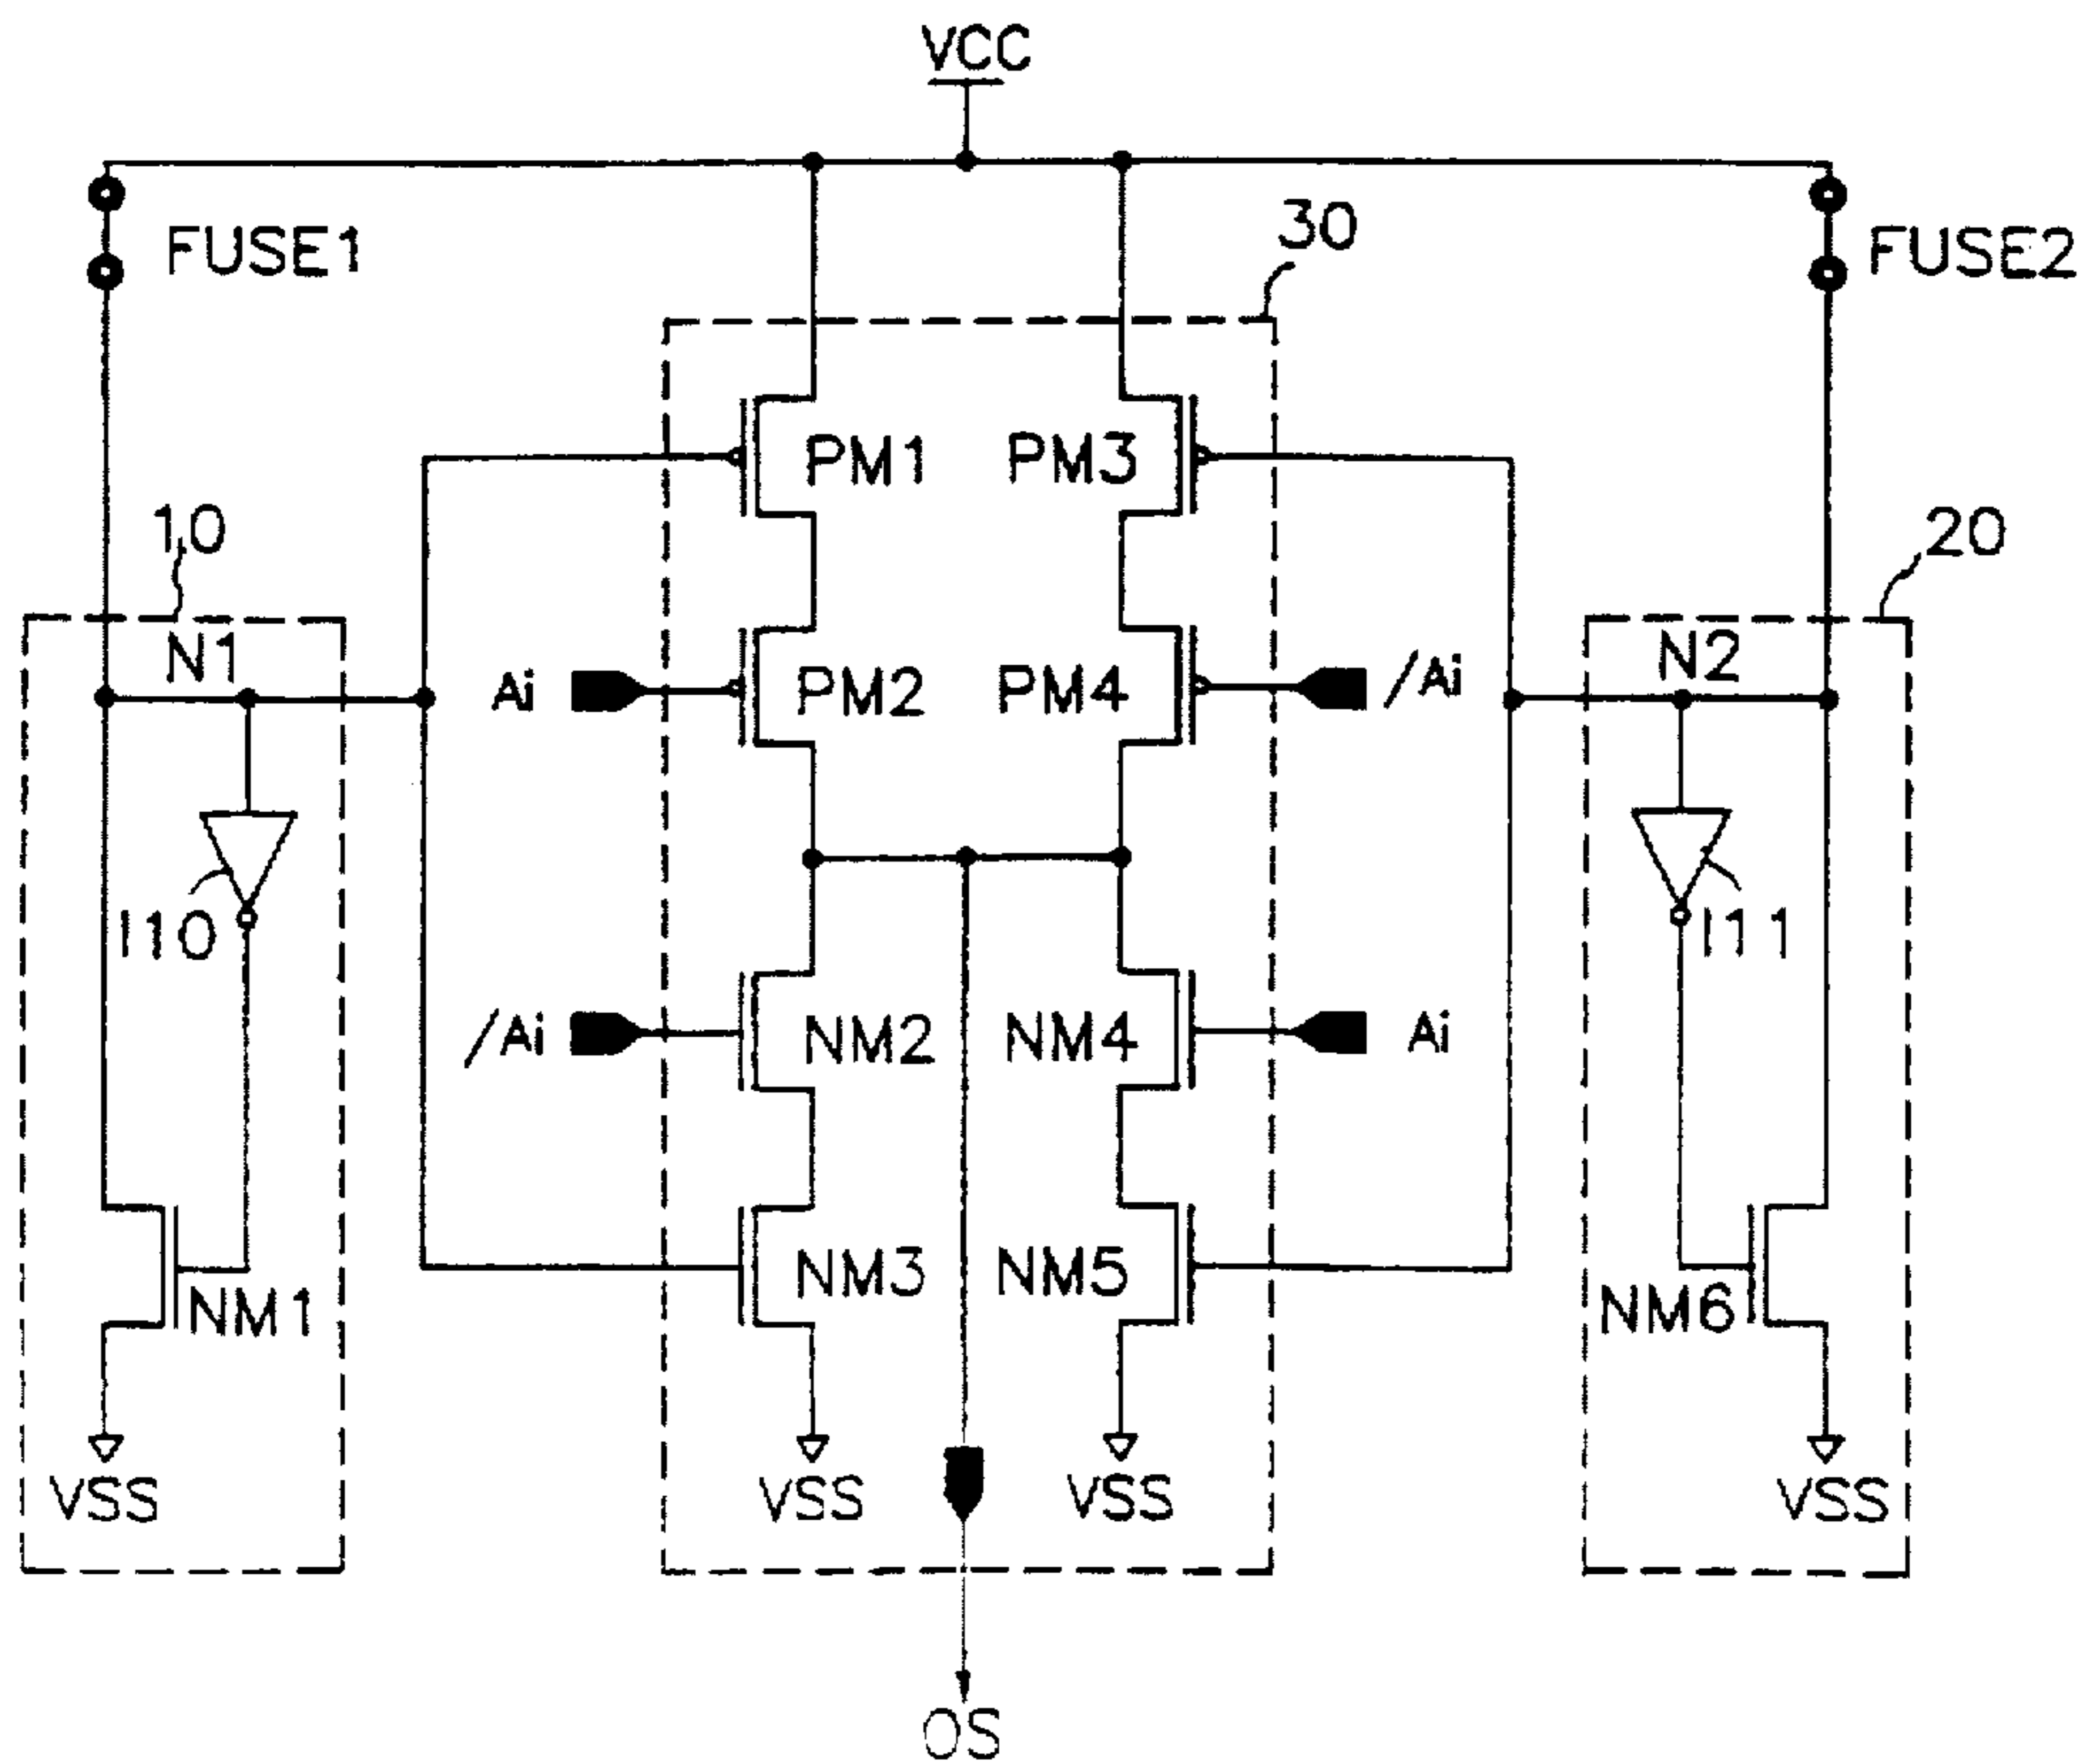 VCC
FUSE1
30
FUSE2
PM1
PM3
10
20
N1
N2
Ai
PM2
PM4
/Ai
I10
I11
/Ai
NM2
NM4
Ai
NM3
NM5
NM1
NM6
VSS
VSS
VSS
VSS
OS